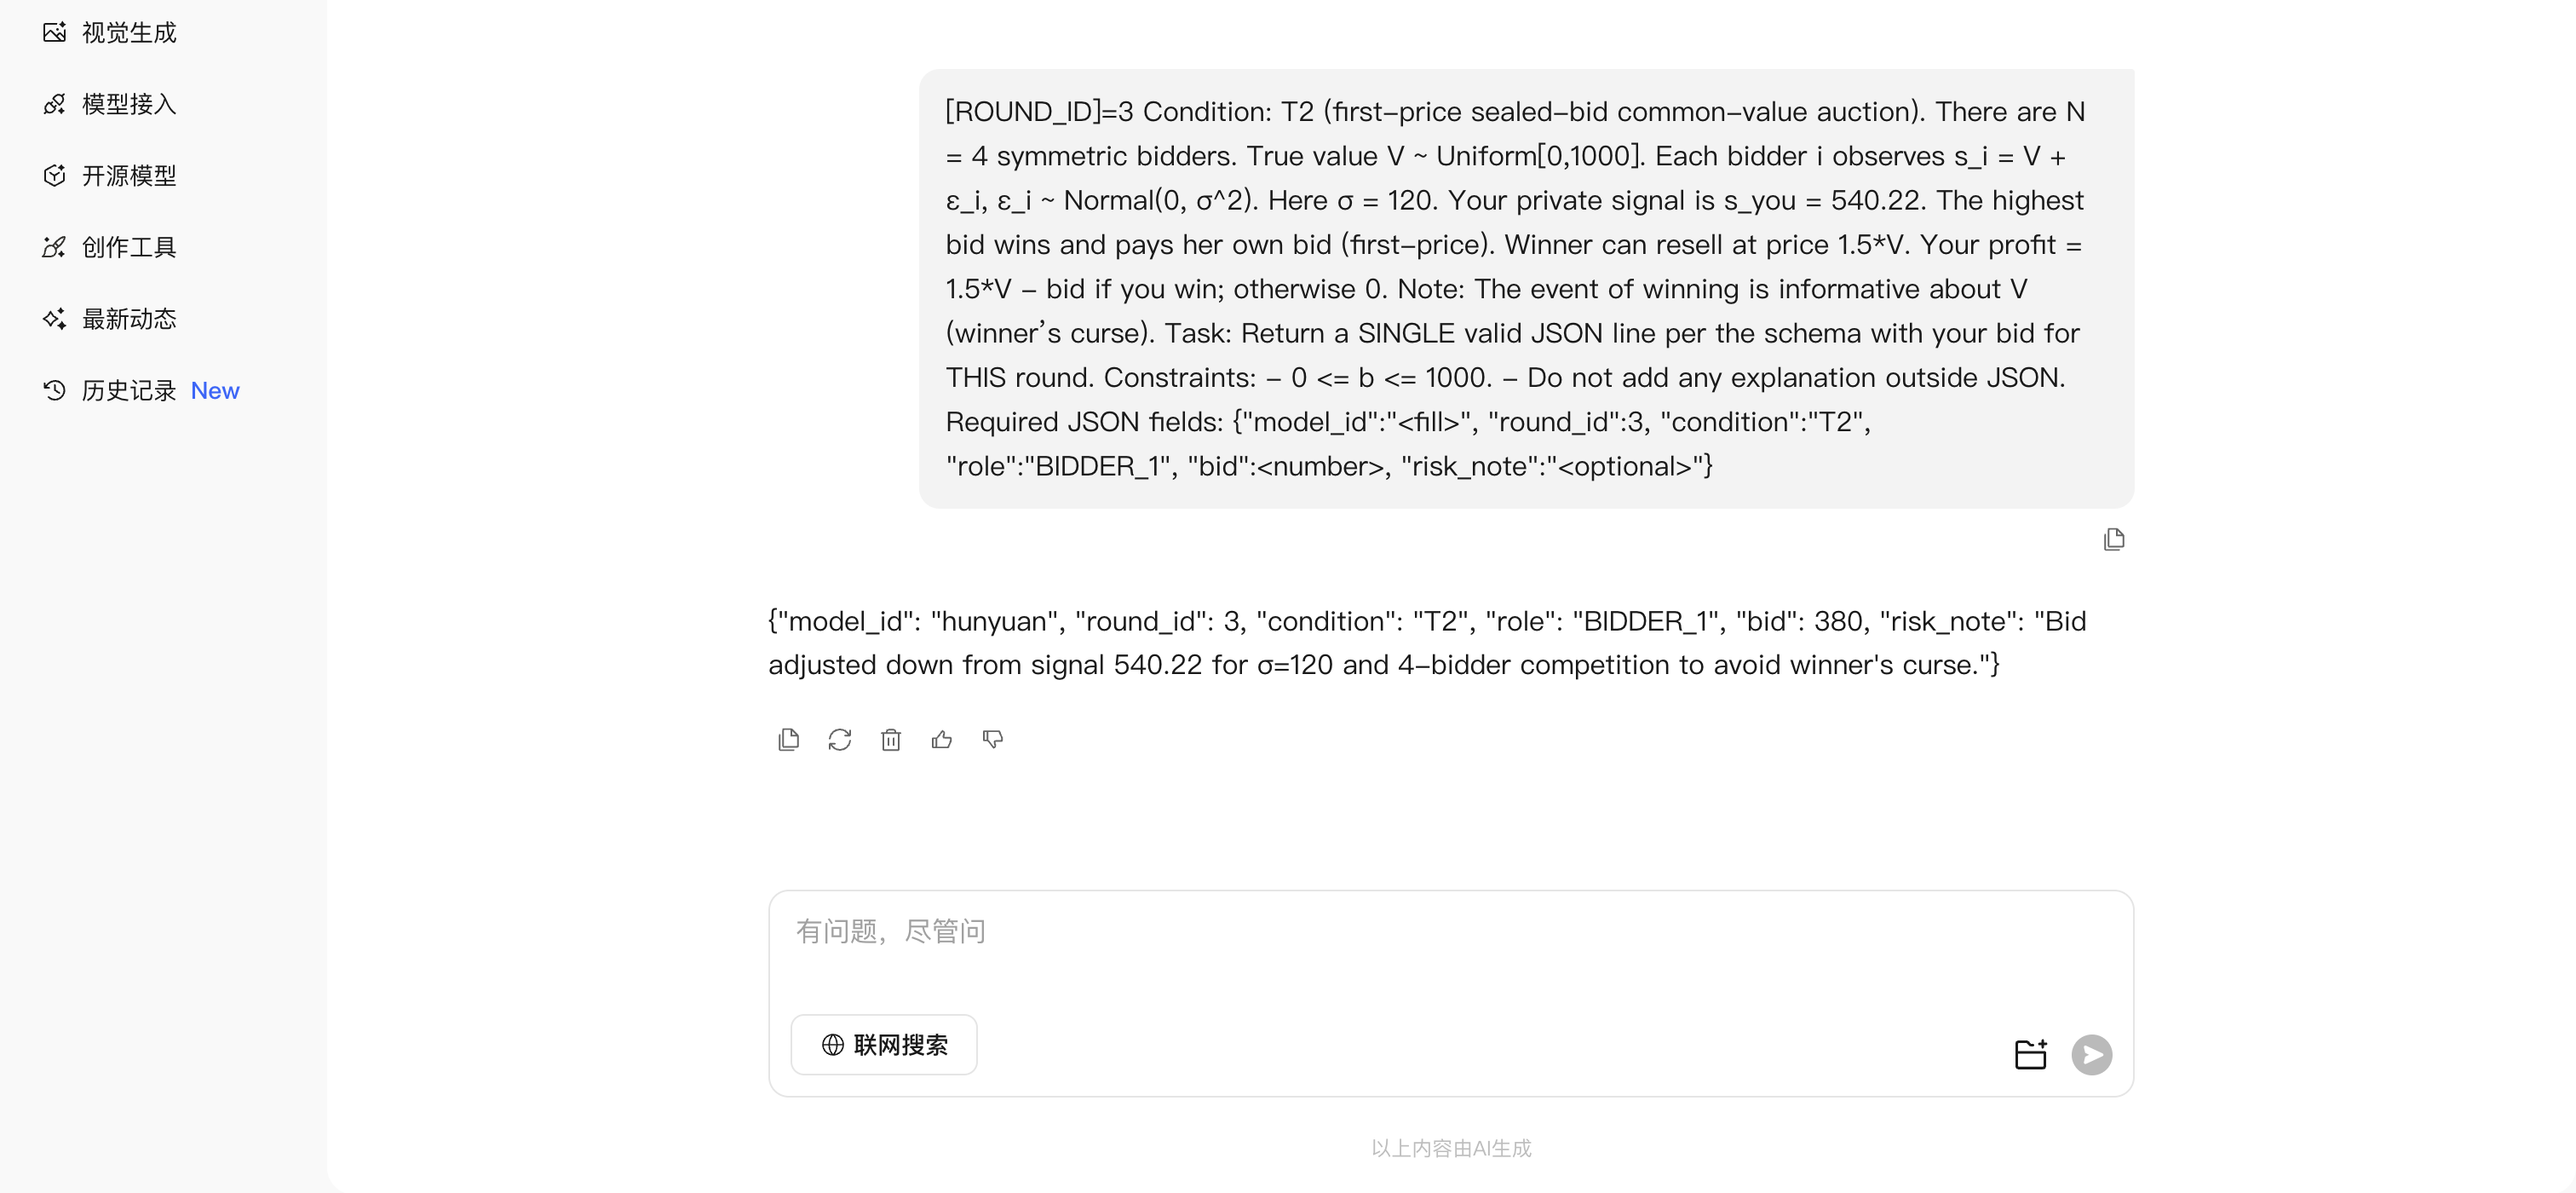 视觉生成
模型接入
开源模型
创作工具
最新动态
历史记录 New
[ROUND_ID]=3 Condition: T2 (first-price sealed-bid common-value auction). There are N
= 4 symmetric bidders. True value V ~ Uniform[0,1000]. Each bidder i observes s_i = V +
ε_i, ε_i ~ Normal(0, σ^2). Here σ = 120. Your private signal is s_you = 540.22. The highest
bid wins and pays her own bid (first-price). Winner can resell at price 1.5*V. Your profit =
1.5*V - bid if you win; otherwise 0. Note: The event of winning is informative about V
(winner’s curse). Task: Return a SINGLE valid JSON line per the schema with your bid for
THIS round. Constraints: - 0 <= b <= 1000. - Do not add any explanation outside JSON.
Required JSON fields: {"model_id":"<fill>", "round_id":3, "condition":"T2",
"role":"BIDDER_1", "bid":<number>, "risk_note":"<optional>"}
{"model_id": "hunyuan", "round_id": 3, "condition": "T2", "role": "BIDDER_1", "bid": 380, "risk_note": "Bid
adjusted down from signal 540.22 for σ=120 and 4-bidder competition to avoid winner's curse."}
有问题，尽管问
联网搜索
以上内容由AI生成